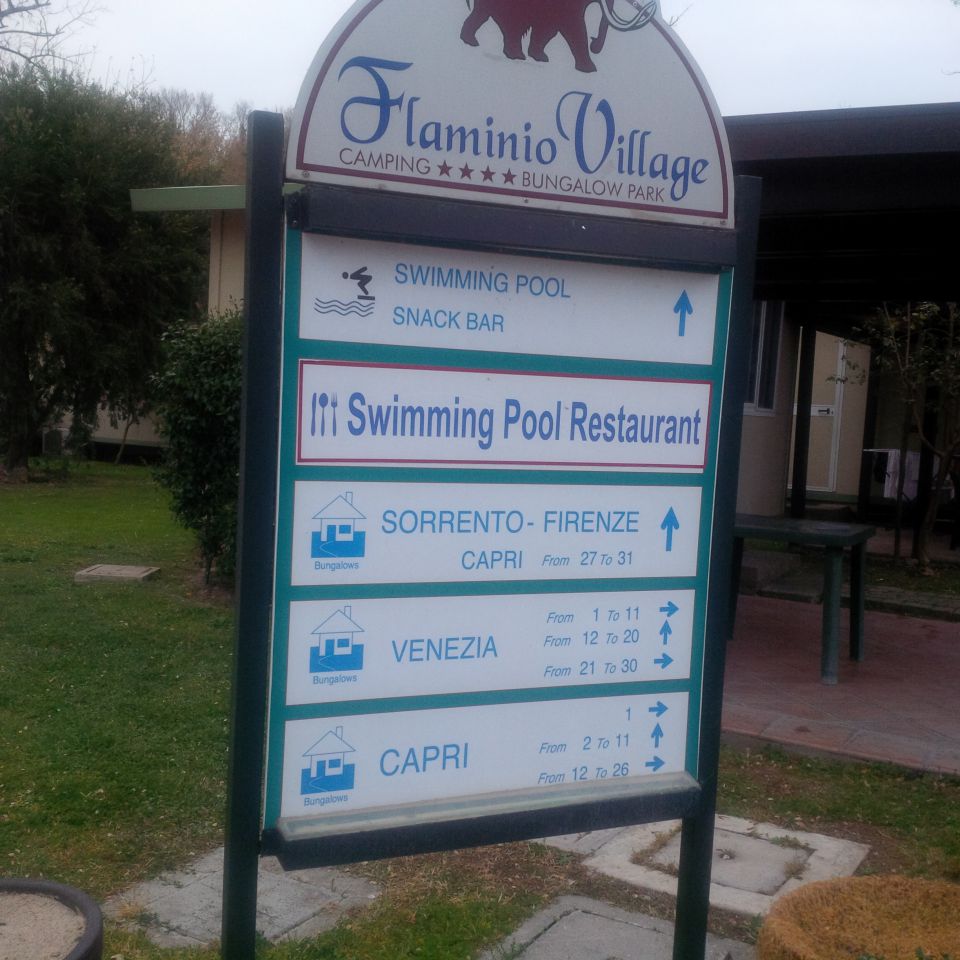 Flaminio Village
CAMPING ★★★★ BUNGALOW PARK
SWIMMING POOL
SNACK BAR
↑
Swimming Pool Restaurant
Bungalows
SORRENTO - FIRENZE ↑
CAPRI From 27 To 31
Bungalows
VENEZIA
From 1 To 11 →
From 12 To 20 ↑
From 21 To 30 →
Bungalows
CAPRI
1 →
From 2 To 11 ↑
From 12 To 26 →